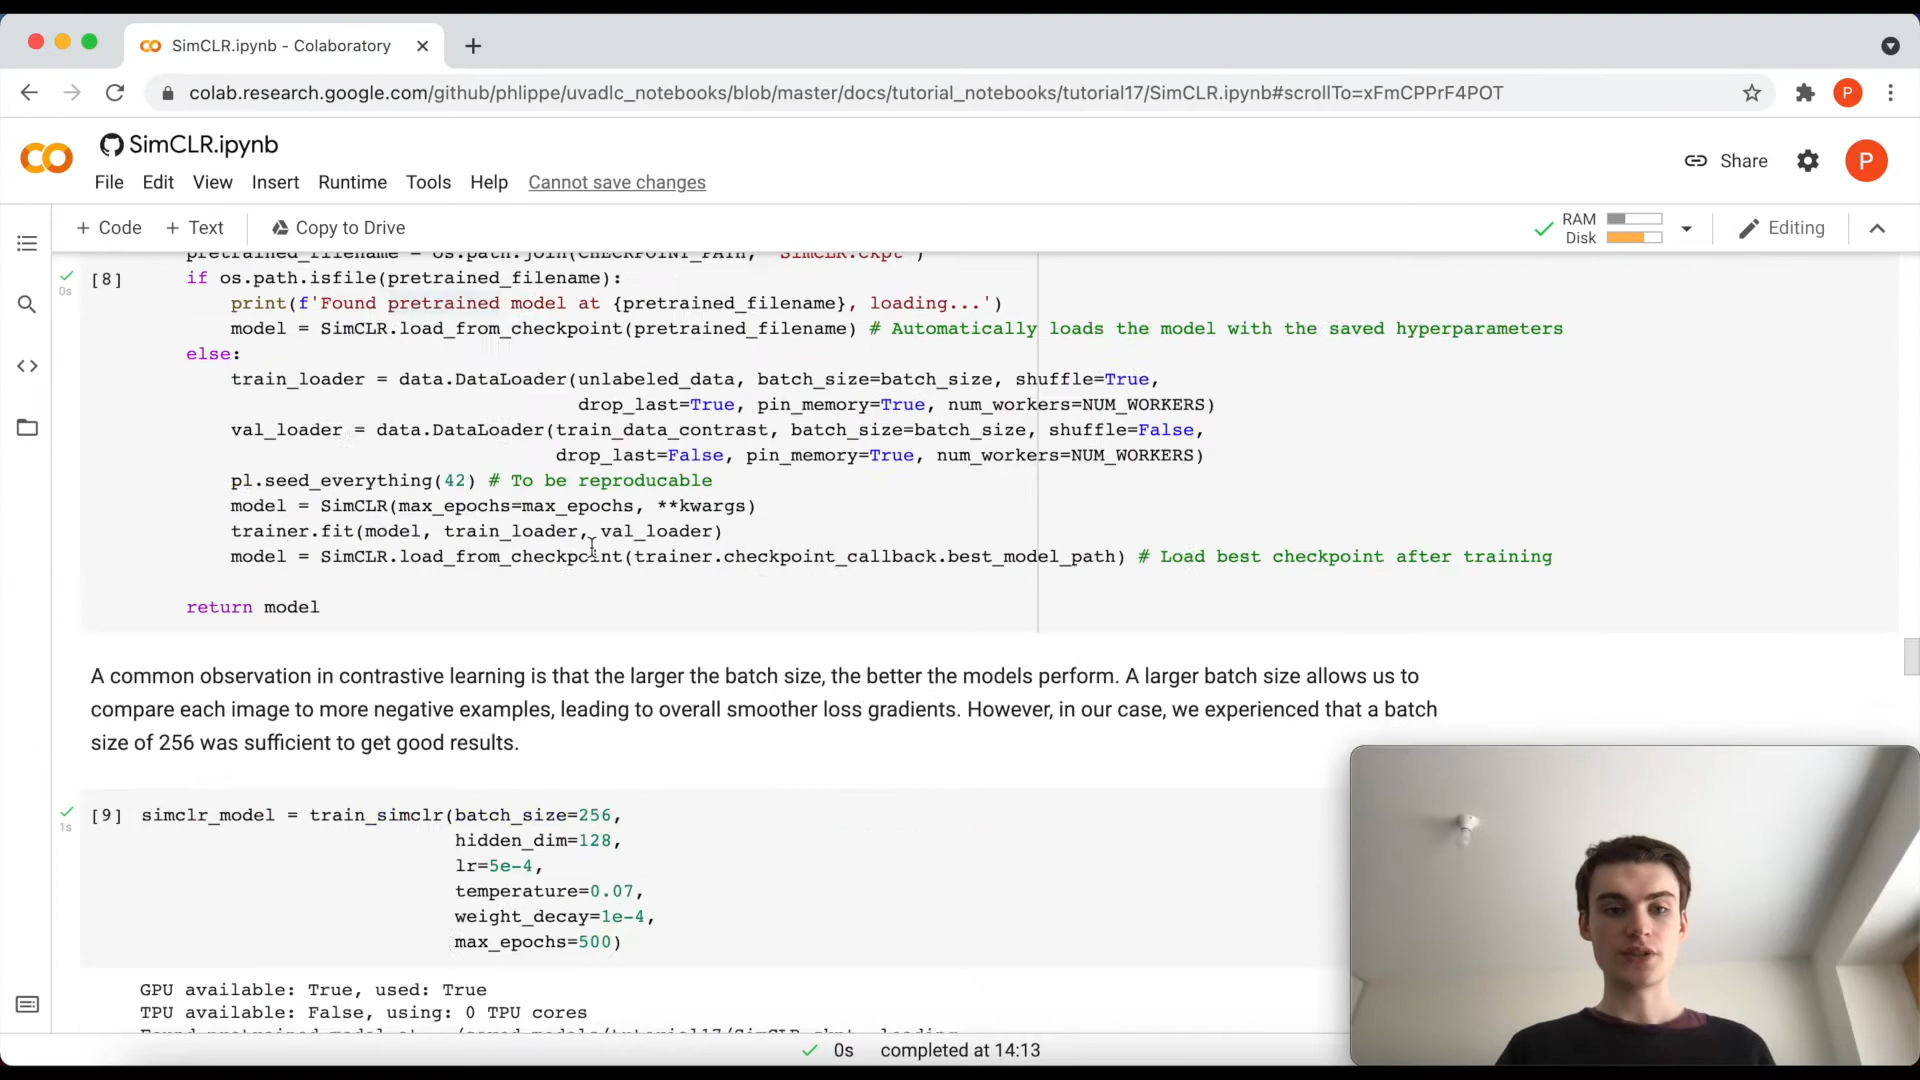 SimCLR.ipynb - Colaboratory
colab.research.google.com/github/phlippe/uvadlc_notebooks/blob/master/docs/tutorial_notebooks/tutorial17/SimCLR.ipynb#scrollTo=xFmCPPrF4POT
P
SimCLR.ipynb
Share
P
File Edit View Insert Runtime Tools Help Cannot save changes
+ Code + Text Copy to Drive
RAM
Disk
Editing
pretrained_filename = os.path.join(CHECKPOINT_PATH, 'SimCLR.ckpt')
[8] if os.path.isfile(pretrained_filename):
0s
print(f'Found pretrained model at {pretrained_filename}, loading...')
model = SimCLR.load_from_checkpoint(pretrained_filename) # Automatically loads the model with the saved hyperparameters
else:
train_loader = data.DataLoader(unlabeled_data, batch_size=batch_size, shuffle=True,
drop_last=True, pin_memory=True, num_workers=NUM_WORKERS)
val_loader = data.DataLoader(train_data_contrast, batch_size=batch_size, shuffle=False,
drop_last=False, pin_memory=True, num_workers=NUM_WORKERS)
pl.seed_everything(42) # To be reproducable
model = SimCLR(max_epochs=max_epochs, **kwargs)
trainer.fit(model, train_loader, val_loader)
model = SimCLR.load_from_checkpoint(trainer.checkpoint_callback.best_model_path) # Load best checkpoint after training
return model
A common observation in contrastive learning is that the larger the batch size, the better the models perform. A larger batch size allows us to
compare each image to more negative examples, leading to overall smoother loss gradients. However, in our case, we experienced that a batch
size of 256 was sufficient to get good results.
[9] simclr_model = train_simclr(batch_size=256,
1s
hidden_dim=128,
lr=5e-4,
temperature=0.07,
weight_decay=1e-4,
max_epochs=500)
GPU available: True, used: True
TPU available: False, using: 0 TPU cores
0s completed at 14:13